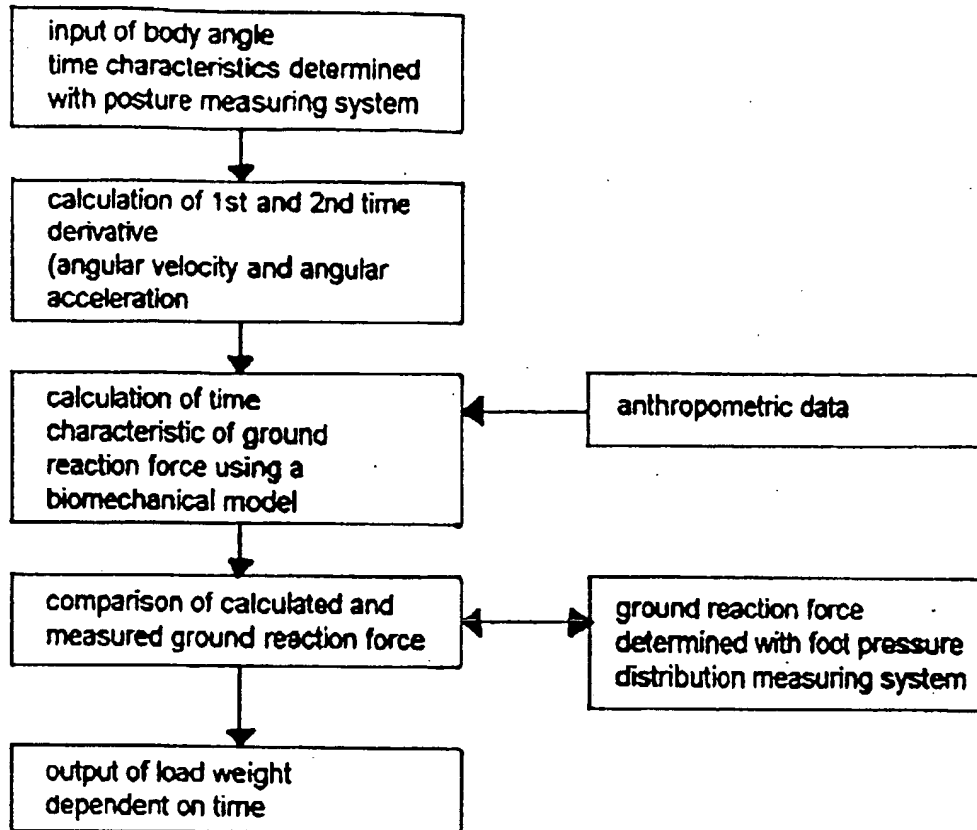 input of body angle
time characteristics determined
with posture measuring system
calculation of 1st and 2nd time
derivative
(angular velocity and angular
acceleration
calculation of time
characteristic of ground
reaction force using a
biomechanical model
anthropometric data
comparison of calculated and
measured ground reaction force
ground reaction force
determined with foot pressure
distribution measuring system
output of load weight
dependent on time